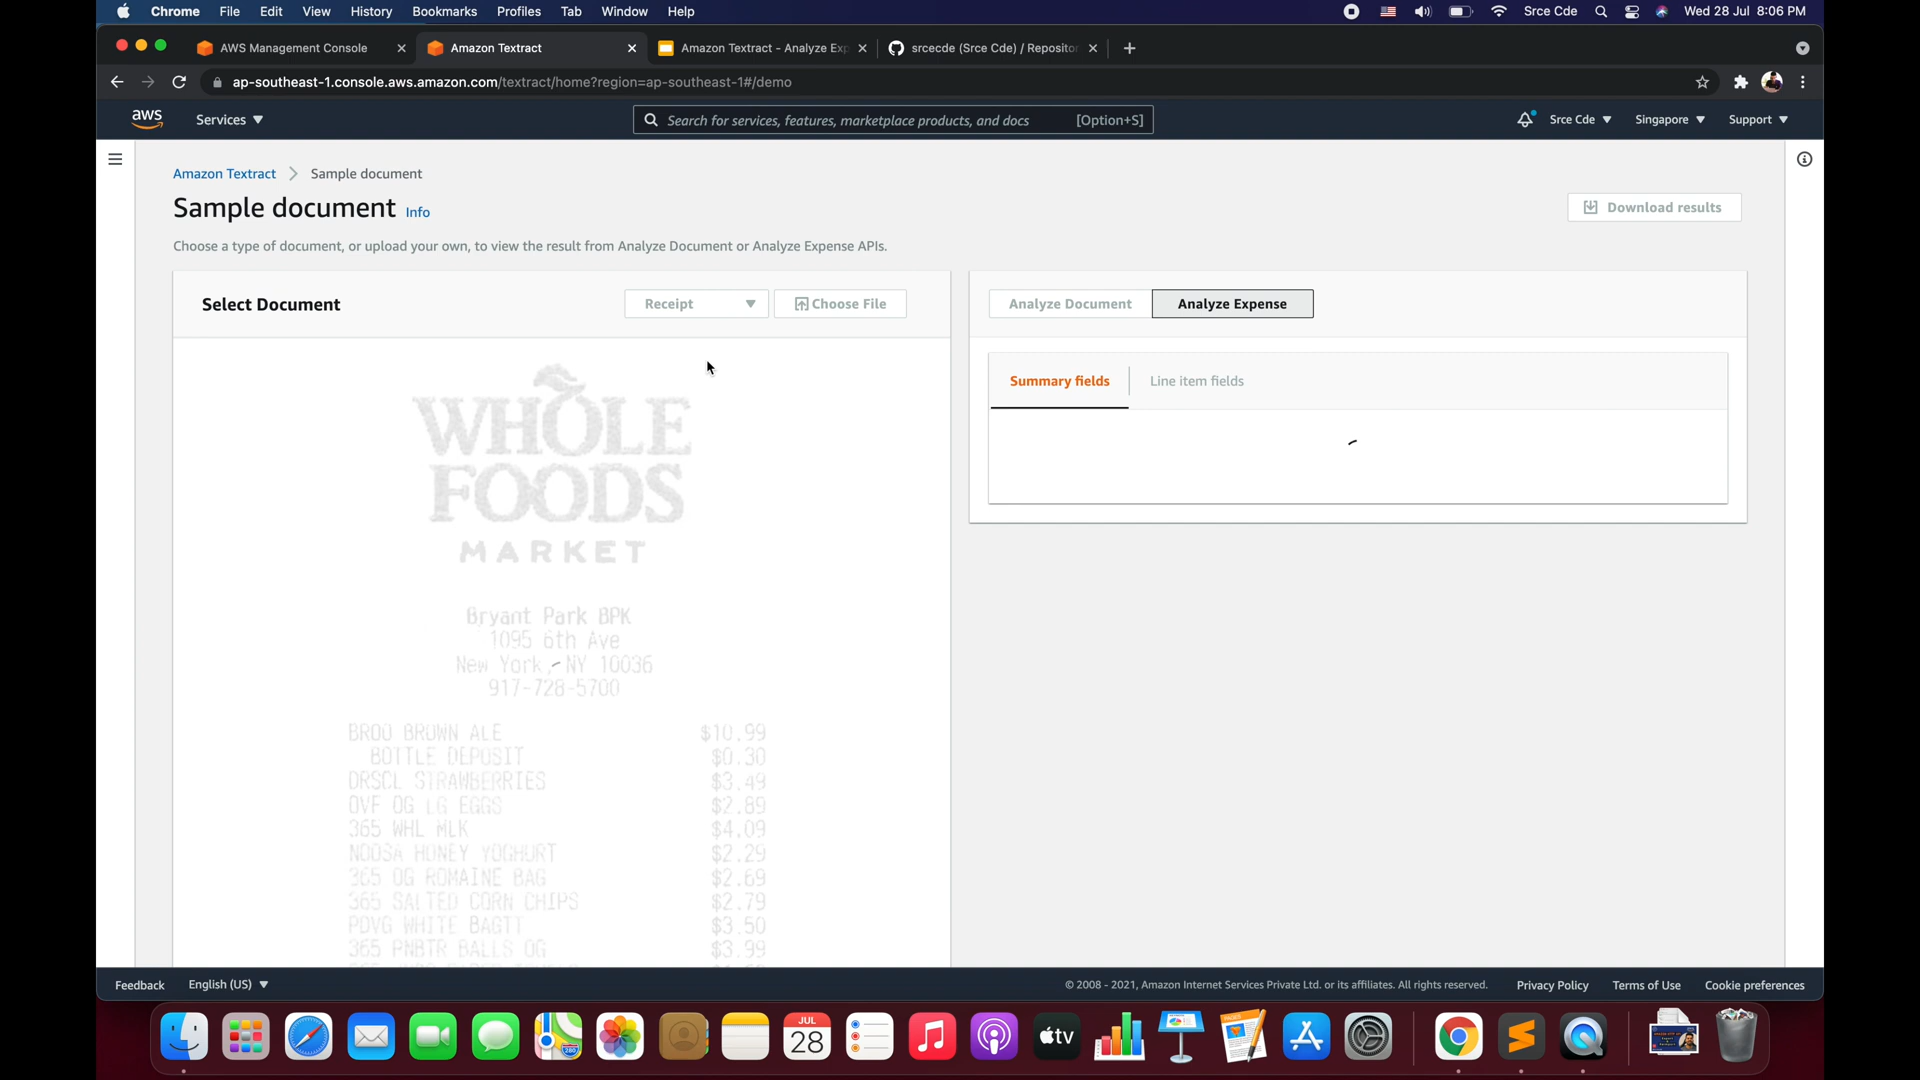 Chrome File Edit View History Bookmarks Profiles Tab Window Help
Srce Cde Wed 28 Jul 8:06 PM
AWS Management Console
Amazon Textract
Amazon Textract - Analyze Exp
srcecde (Srce Cde) / Repositor
ap-southeast-1.console.aws.amazon.com/textract/home?region=ap-southeast-1#/demo
aws Services
Search for services, features, marketplace products, and docs [Option+S]
Srce Cde Singapore Support
Amazon Textract Sample document
Sample document Info
Download results
Choose a type of document, or upload your own, to view the result from Analyze Document or Analyze Expense APIs.
Select Document
Receipt
Choose File
Analyze Document
Analyze Expense
Summary fields
Line item fields
WHOLE
FOODS
MARKET
Bryant Park BPK
1095 6th Ave
New York, NY 10036
917-728-5700
BROO BROWN ALE $10.99
BOTTLE DEPOSIT $0.30
DRSCL STRAWBERRIES $3.49
OVF OG LG EGGS $2.89
365 WHL MLK $4.09
NOOSA HONEY YOGHURT $2.29
365 OG ROMAINE BAG $2.69
365 SALTED CORN CHIPS $2.79
PDVG WHITE BAGTT $3.50
365 PNBTR BALLS OG $3.99
Feedback English (US)
© 2008 - 2021, Amazon Internet Services Private Ltd. or its affiliates. All rights reserved. Privacy Policy Terms of Use Cookie preferences
JUL
28
280
tv
PAGES